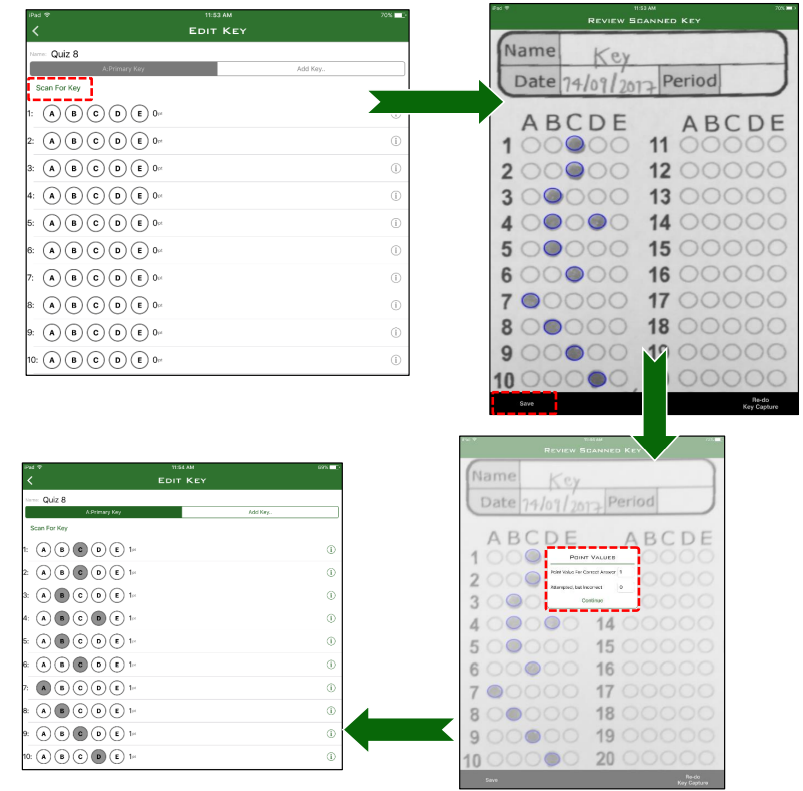 iPad 11:53 AM 70%
EDIT KEY
Name: Quiz 8
A:Primary Key Add Key..
Scan For Key
1: A B C D E 0pt
2: A B C D E 0pt
3: A B C D E 0pt
4: A B C D E 0pt
5: A B C D E 0pt
6: A B C D E 0pt
7: A B C D E 0pt
8: A B C D E 0pt
9: A B C D E 0pt
10: A B C D E 0pt
iPad 11:53 AM 70%
REVIEW SCANNED KEY
Name Key
Date 14/09/2017 Period
A B C D E A B C D E
1 11
2 12
3 13
4 14
5 15
6 16
7 17
8 18
9 19
10
Save Re-do
Key Capture
iPad
REVIEW SCANNED KEY
Name Key
Date 14/09/2017 Period
A B C D E A B C D E
1
2
3
4 14
5 15
6 16
7 17
8 18
9 19
10 20
POINT VALUES
Point Value For Correct Answer 1
Attempted, but Incorrect 0
Continue
Save Re-do
Key Capture
iPad 11:54 AM 69%
EDIT KEY
Name: Quiz 8
A:Primary Key Add Key..
Scan For Key
1: A B C D E 1pt
2: A B C D E 1pt
3: A B C D E 1pt
4: A B C D E 1pt
5: A B C D E 1pt
6: A B C D E 1pt
7: A B C D E 1pt
8: A B C D E 1pt
9: A B C D E 1pt
10: A B C D E 1pt